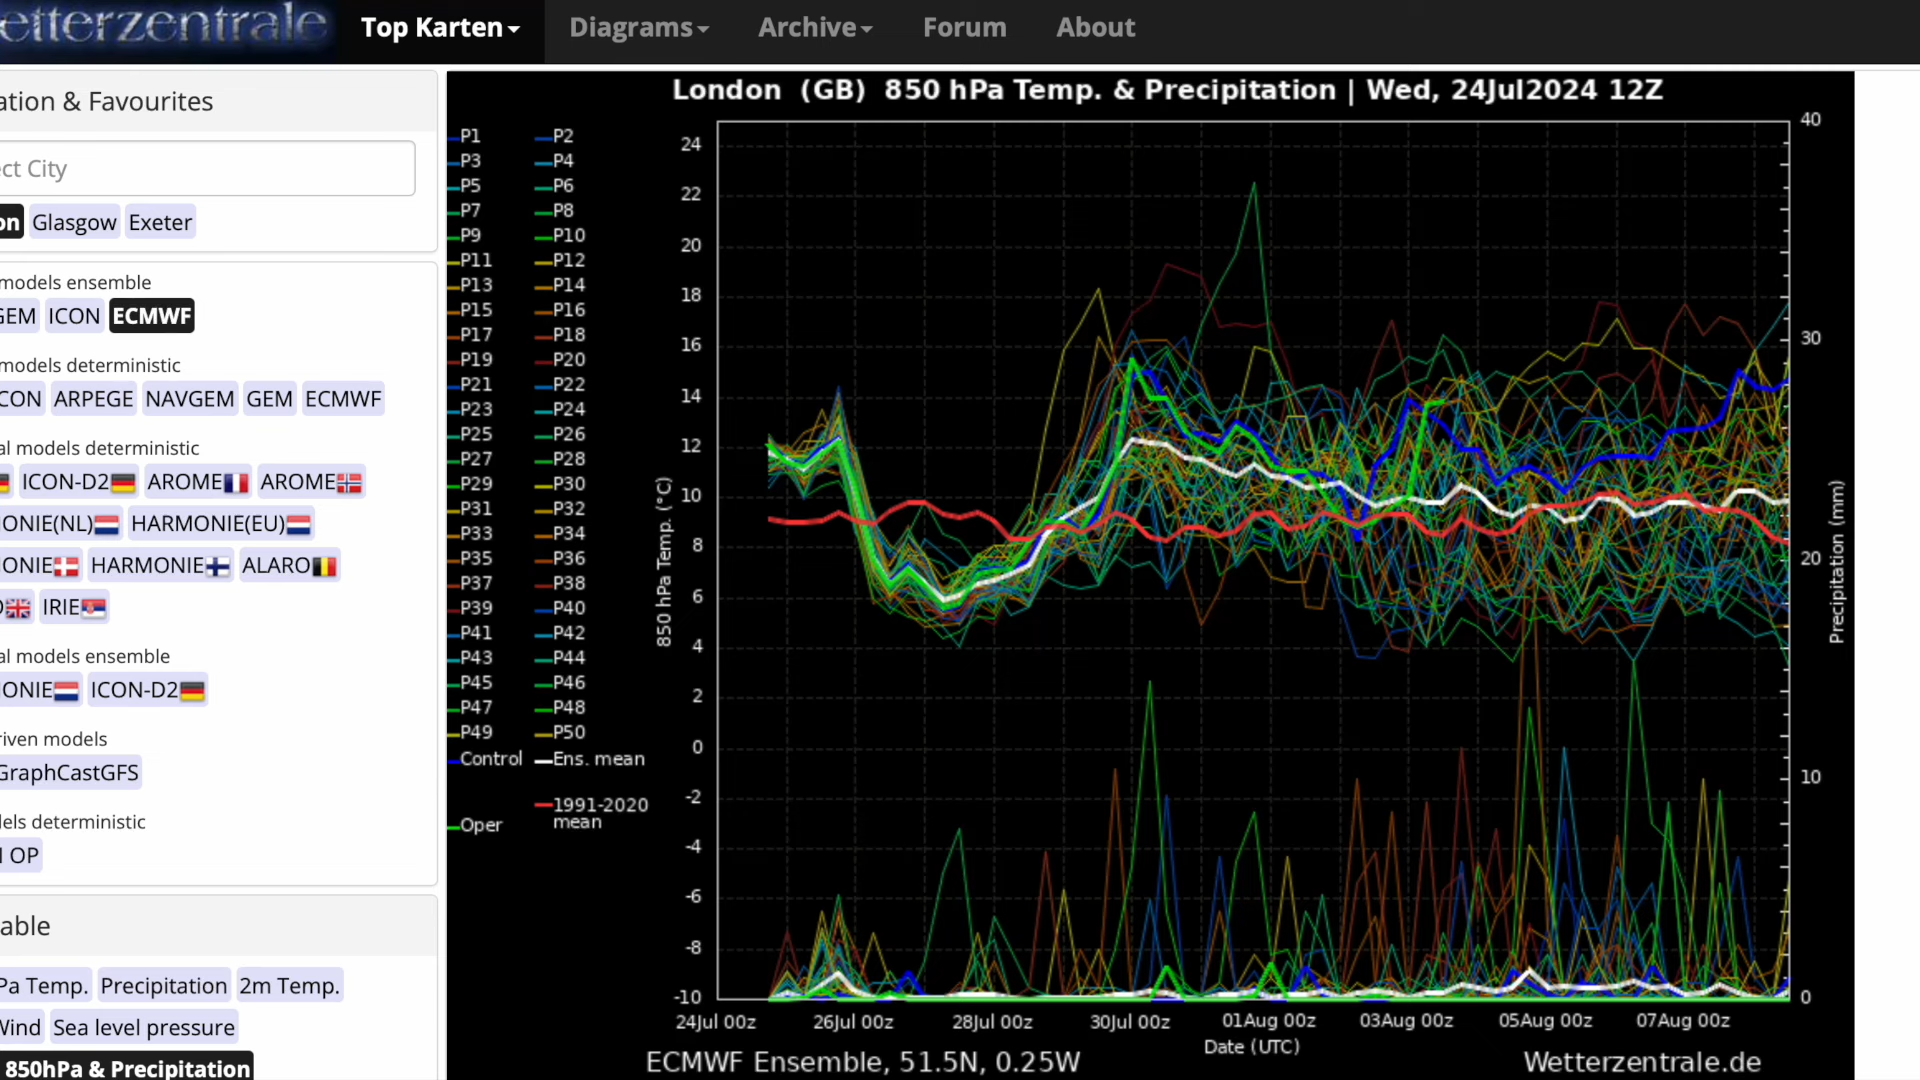 etterzentrale
Top Karten Diagrams Archive Forum About
ation & Favourites
ect City
on Glasgow Exeter
models ensemble
GEM ICON ECMWF
models deterministic
CON ARPEGE NAVGEM GEM ECMWF
al models deterministic
ICON-D2 AROME AROME
ONIE(NL) HARMONIE(EU)
ONIE HARMONIE ALARO
IRIE
al models ensemble
ONIE ICON-D2
riven models
GraphCastGFS
els deterministic
OP
able
Pa Temp. Precipitation 2m Temp.
Wind Sea level pressure
850hPa & Precipitation
London (GB) 850 hPa Temp. & Precipitation | Wed, 24Jul2024 12Z
P1 P2
P3 P4
P5 P6
P7 P8
P9 P10
P11 P12
P13 P14
P15 P16
P17 P18
P19 P20
P21 P22
P23 P24
P25 P26
P27 P28
P29 P30
P31 P32
P33 P34
P35 P36
P37 P38
P39 P40
P41 P42
P43 P44
P45 P46
P47 P48
P49 P50
Control Ens. mean
1991-2020
mean
Oper
850 hPa Temp. (°C)
24
22
20
18
16
14
12
10
8
6
4
2
0
-2
-4
-6
-8
-10
40
30
20
10
0
Precipitation (mm)
24Jul 00z 26Jul 00z 28Jul 00z 30Jul 00z 01Aug 00z 03Aug 00z 05Aug 00z 07Aug 00z
Date (UTC)
ECMWF Ensemble, 51.5N, 0.25W
Wetterzentrale.de